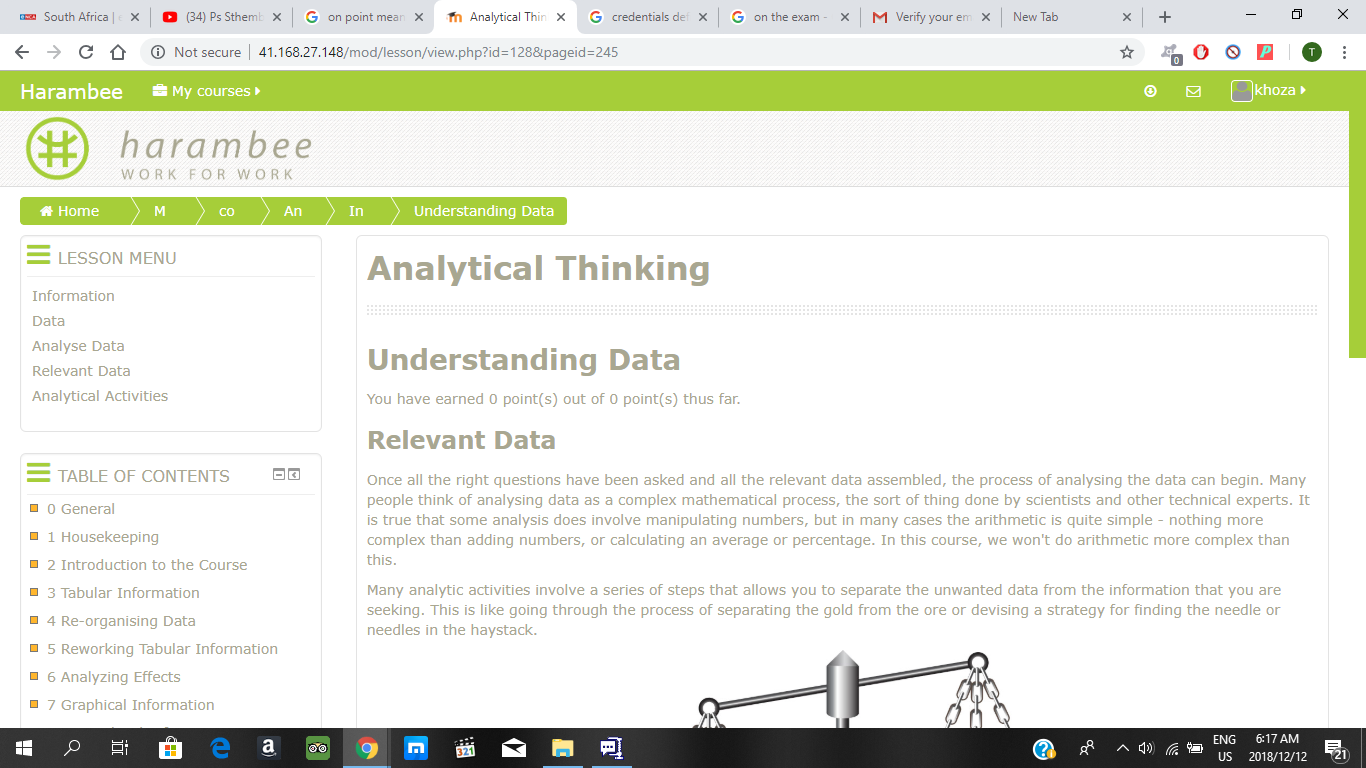 South Africa | e
(34) Ps Sthemb
on point mean
Analytical Thin
credentials def
on the exam -
Verify your em
New Tab
Not secure
41.168.27.148/mod/lesson/view.php?id=128&pageid=245
0
T
Harambee
My courses
khoza
harambee
WORK FOR WORK
Home
M
co
An
In
Understanding Data
LESSON MENU
Information
Data
Analyse Data
Relevant Data
Analytical Activities
TABLE OF CONTENTS
0 General
1 Housekeeping
2 Introduction to the Course
3 Tabular Information
4 Re-organising Data
5 Reworking Tabular Information
6 Analyzing Effects
7 Graphical Information
Analytical Thinking
Understanding Data
You have earned 0 point(s) out of 0 point(s) thus far.
Relevant Data
Once all the right questions have been asked and all the relevant data assembled, the process of analysing the data can begin. Many
people think of analysing data as a complex mathematical process, the sort of thing done by scientists and other technical experts. It
is true that some analysis does involve manipulating numbers, but in many cases the arithmetic is quite simple - nothing more
complex than adding numbers, or calculating an average or percentage. In this course, we won't do arithmetic more complex than
this.
Many analytic activities involve a series of steps that allows you to separate the unwanted data from the information that you are
seeking. This is like going through the process of separating the gold from the ore or devising a strategy for finding the needle or
needles in the haystack.
321
ENG
US
6:17 AM
2018/12/12
21